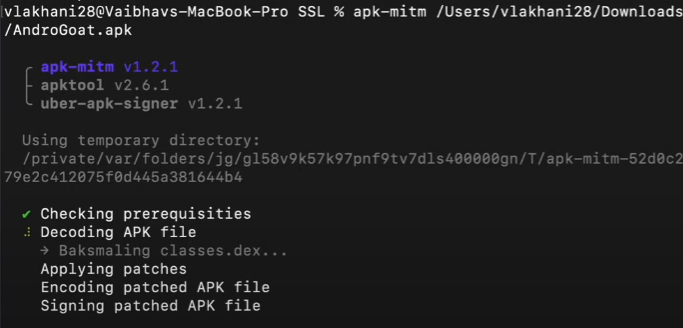 vlakhani28@Vaibhavs-MacBook-Pro SSL % apk-mitm /Users/vlakhani28/Downloads
/AndroGoat.apk
apk-mitm v1.2.1
apktool v2.6.1
uber-apk-signer v1.2.1
Using temporary directory:
/private/var/folders/jg/gl58v9k57k97pnf9tv7dls400000gn/T/apk-mitm-52d0c2
79e2c412075f0d445a381644b4
✔ Checking prerequisities
Decoding APK file
→ Baksmaling classes.dex...
Applying patches
Encoding patched APK file
Signing patched APK file